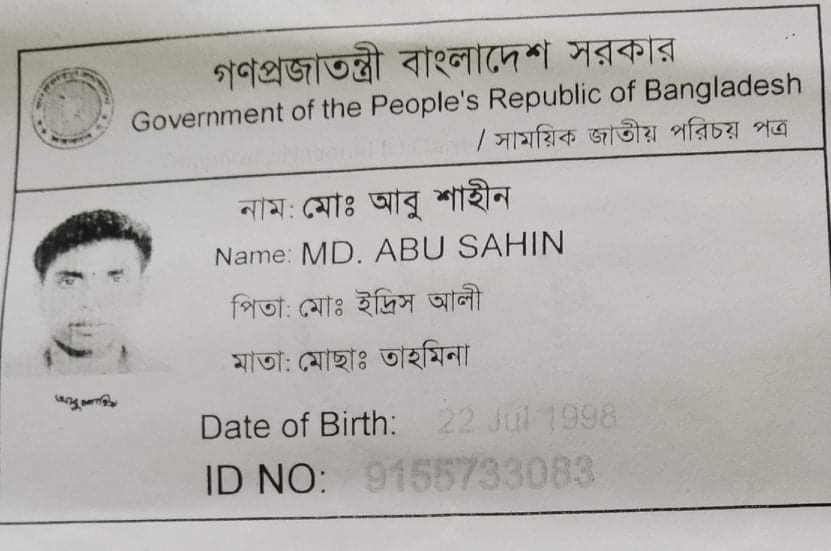 গণপ্রজাতন্ত্রী বাংলাদেশ সরকার
Government of the People's Republic of Bangladesh
/ সাময়িক জাতীয় পরিচয় পত্র
নাম: মোঃ আবু শাহীন
Name: MD. ABU SAHIN
পিতা: মোঃ ইদ্রিস আলী
মাতা: মোছাঃ তাহমিনা
Date of Birth: 22 Jul 1998
ID NO: 9155733083